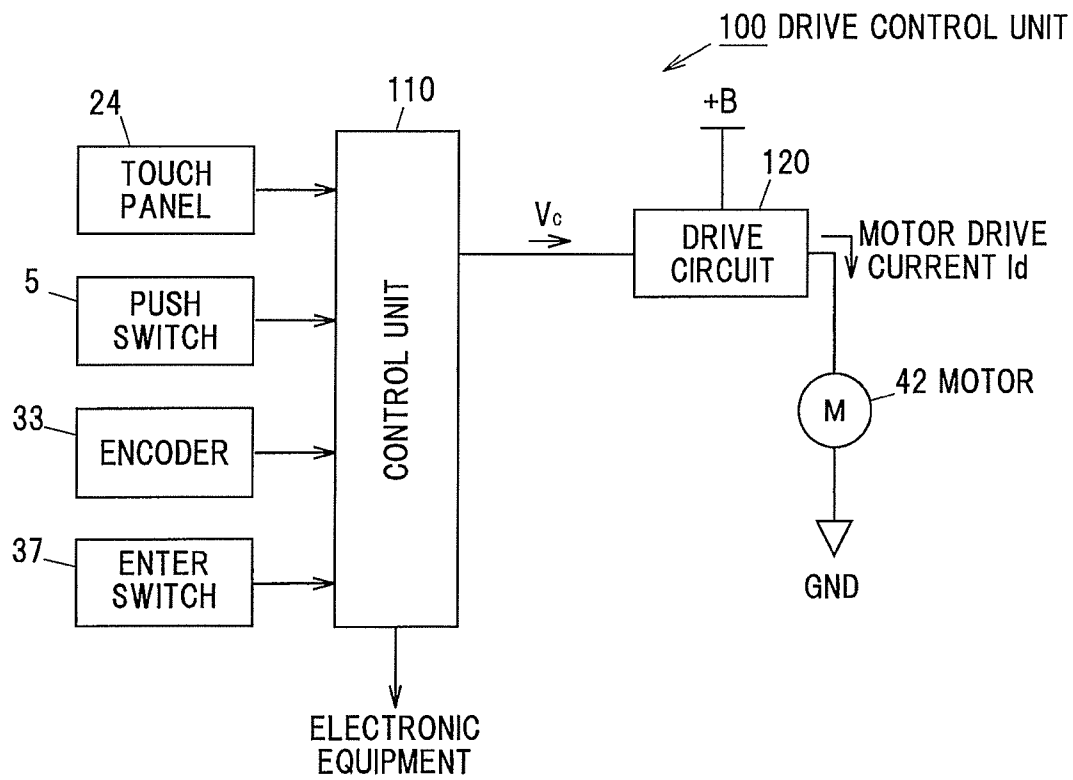 100 DRIVE CONTROL UNIT
110
24
+B
TOUCH
PANEL
120
Vc
DRIVE
CIRCUIT
MOTOR DRIVE
CURRENT Id
5
PUSH
SWITCH
CONTROL UNIT
42 MOTOR
M
33
ENCODER
37
ENTER
SWITCH
GND
ELECTRONIC
EQUIPMENT